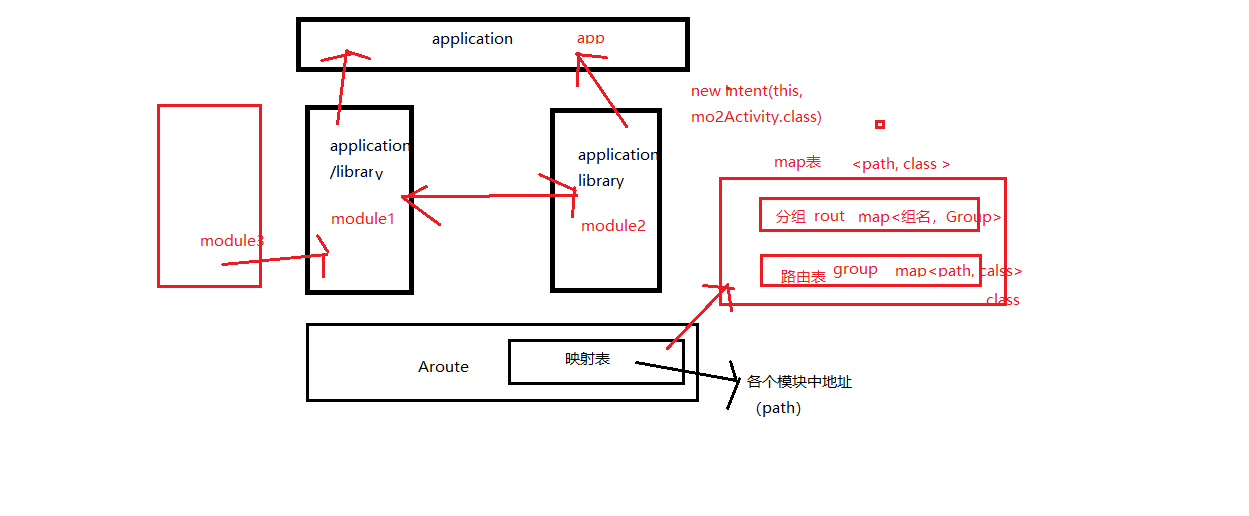 application app
new Intent(this,
mo2Activity.class)
application
/library
module1
application
library
module2
module3
map表 <path, class >
分组 rout map<组名，Group>
路由表 group map<path, calss>
class
Aroute
映射表
各个模块中地址
（path）